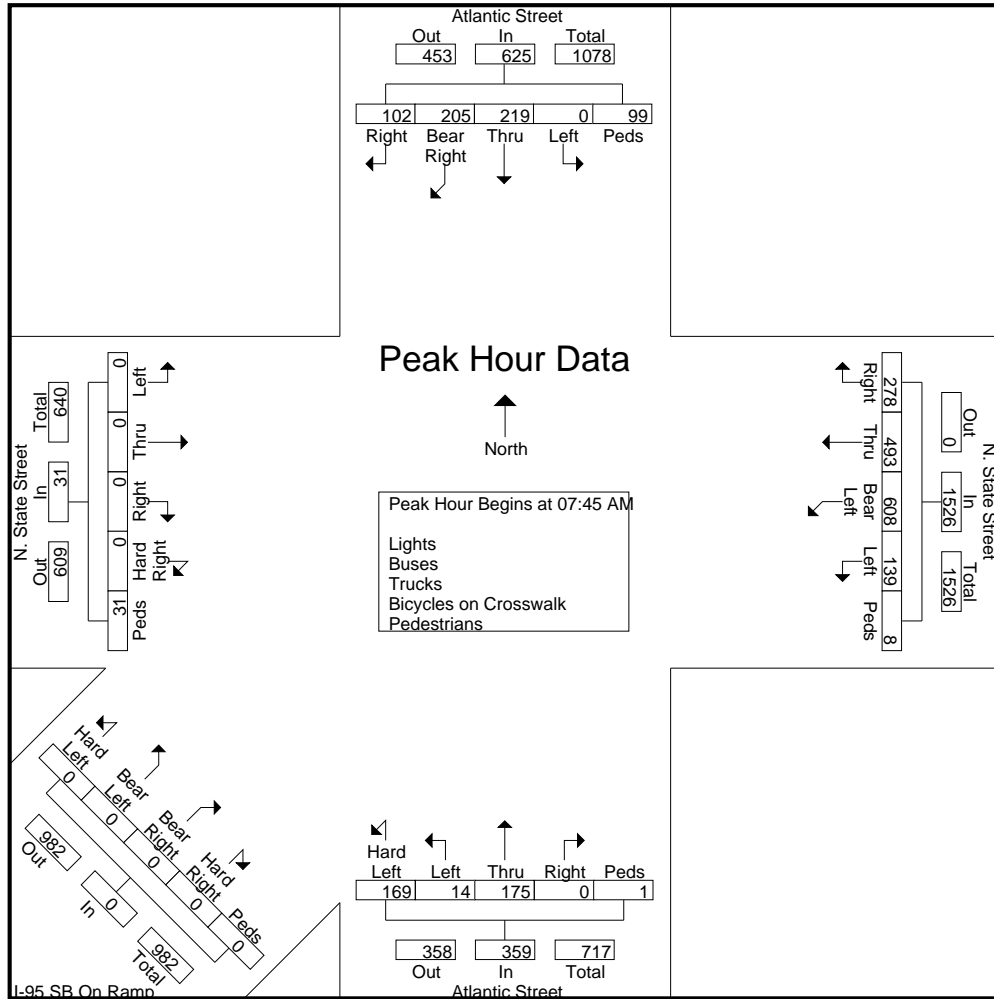 Atlantic Street
Out In Total
453 625 1078
102 205 219 0 99
Right Bear Right Thru Left Peds
Peak Hour Data
North
Peak Hour Begins at 07:45 AM
Lights
Buses
Trucks
Bicycles on Crosswalk
Pedestrians
N. State Street
Out In Total
609 31 640
0 0 0 0 31
Left Thru Right Hard Right Peds
N. State Street
Out In Total
0 1526 1526
278 493 608 139 8
Right Thru Bear Left Left Peds
Hard Left Bear Left Bear Right Hard Right Peds
0 0 0 0 0
982 0 982
Out In Total
I-95 SB On Ramp
Hard Left Left Thru Right Peds
169 14 175 0 1
358 359 717
Out In Total
Atlantic Street